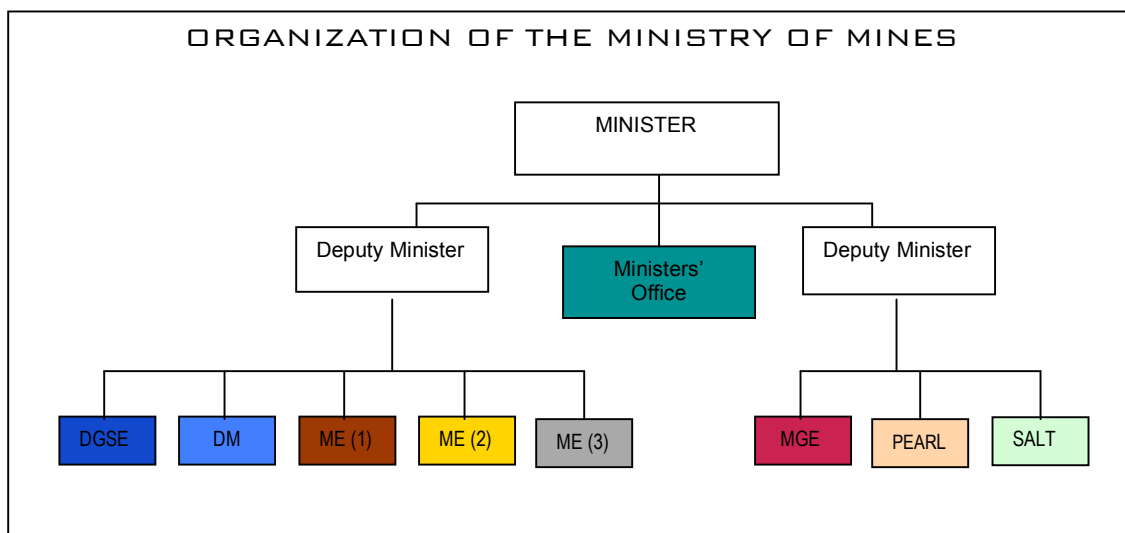 ORGANIZATION OF THE MINISTRY OF MINES
MINISTER
Deputy Minister
Ministers’
Office
Deputy Minister
DGSE
DM
ME (1)
ME (2)
ME (3)
MGE
PEARL
SALT